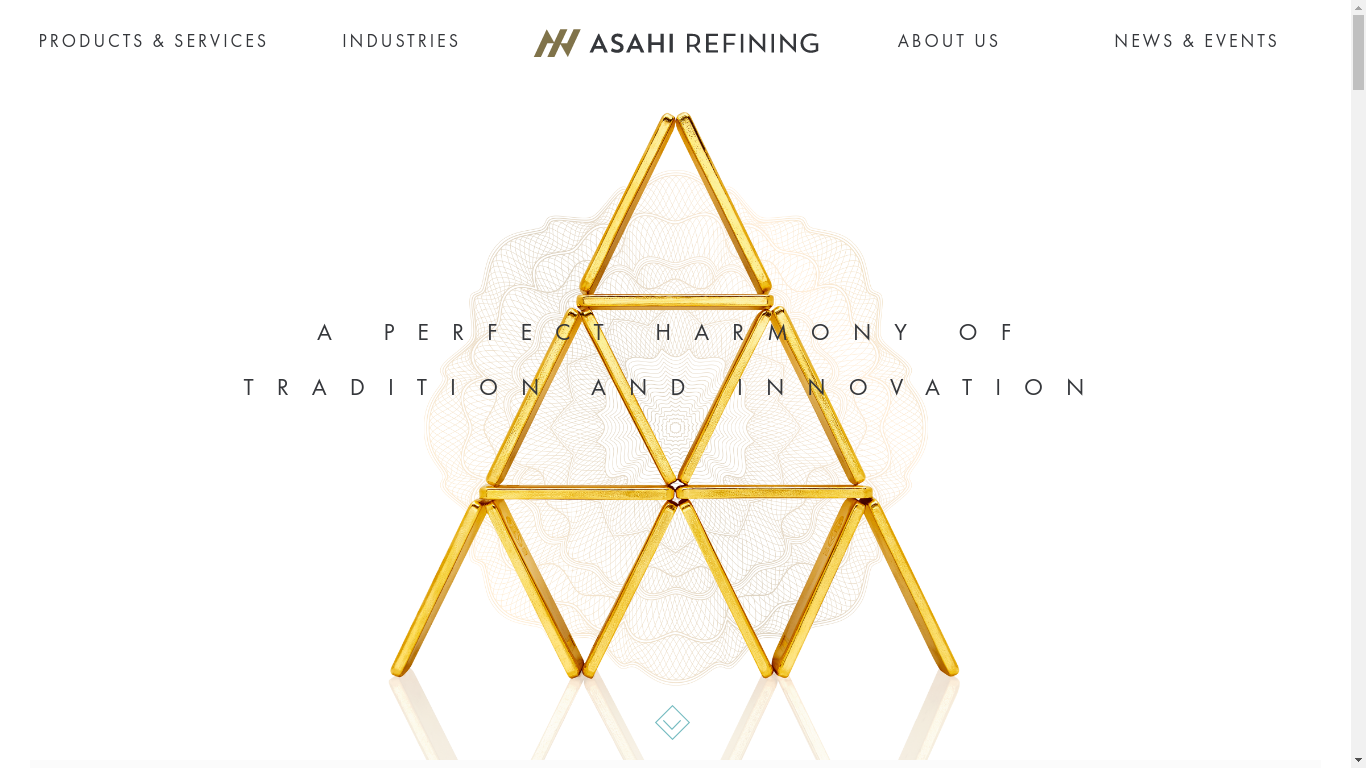 PRODUCTS & SERVICES
INDUSTRIES
ASAHI REFINING
ABOUT US
NEWS & EVENTS
A PERFECT HARMONY OF
TRADITION AND INNOVATION